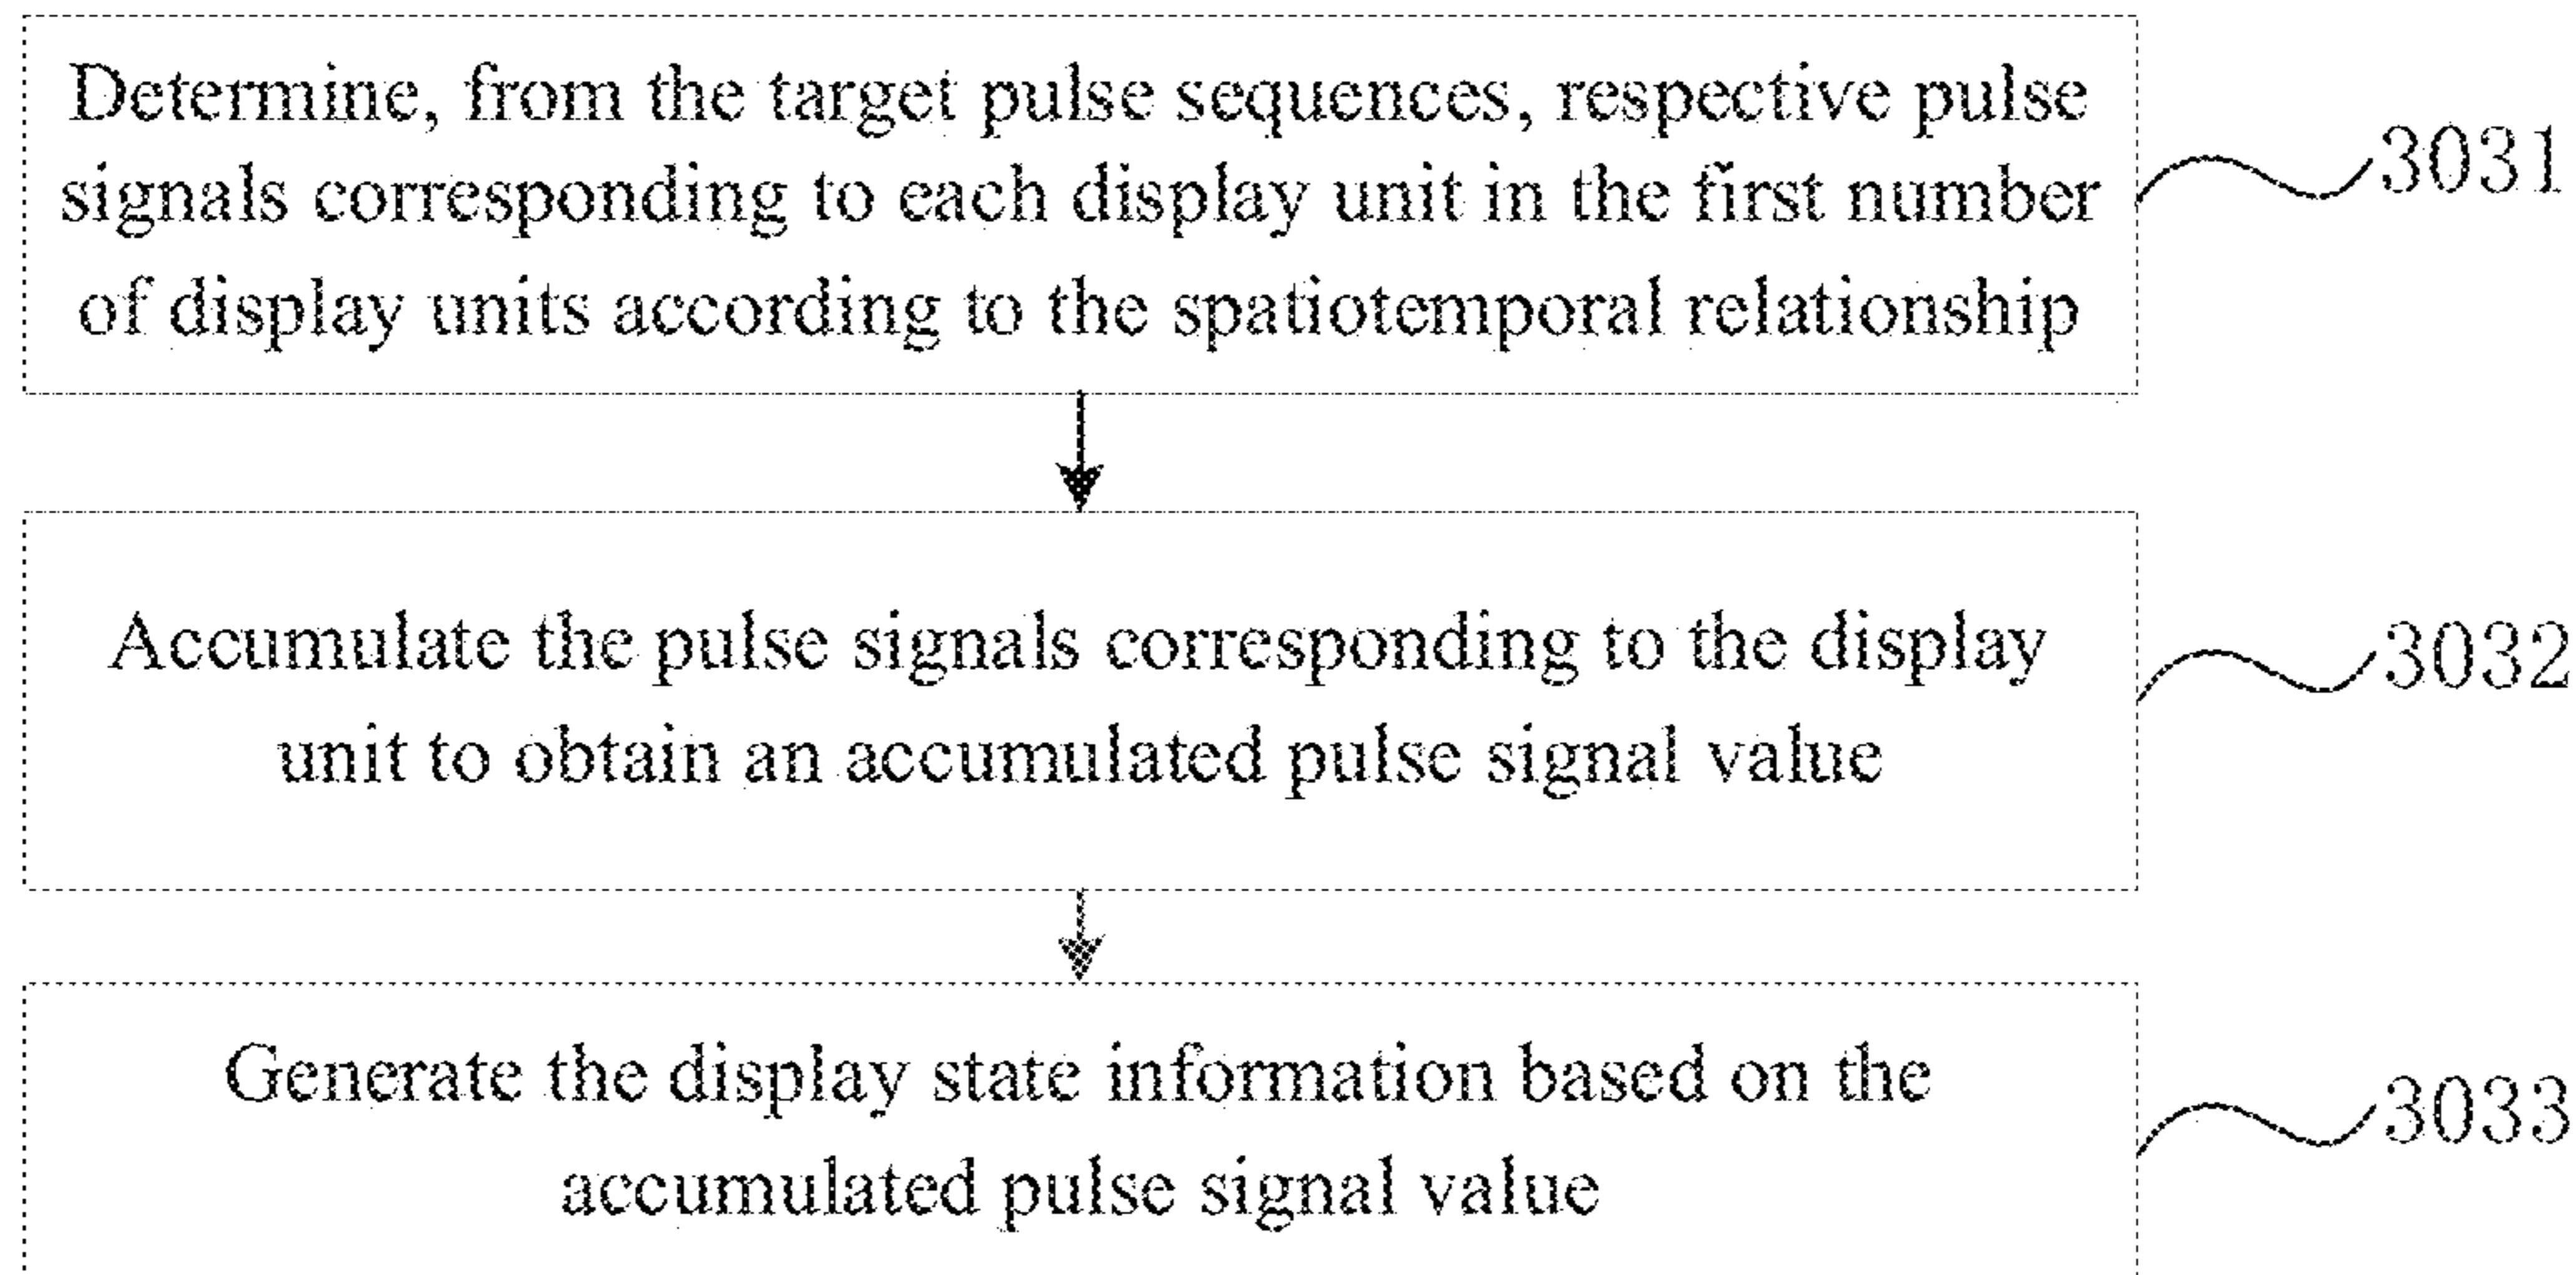 Determine, from the target pulse sequences, respective pulse
signals corresponding to each display unit in the first number
of display units according to the spatiotemporal relationship
3031
Accumulate the pulse signals corresponding to the display
unit to obtain an accumulated pulse signal value
3032
Generate the display state information based on the
accumulated pulse signal value
3033